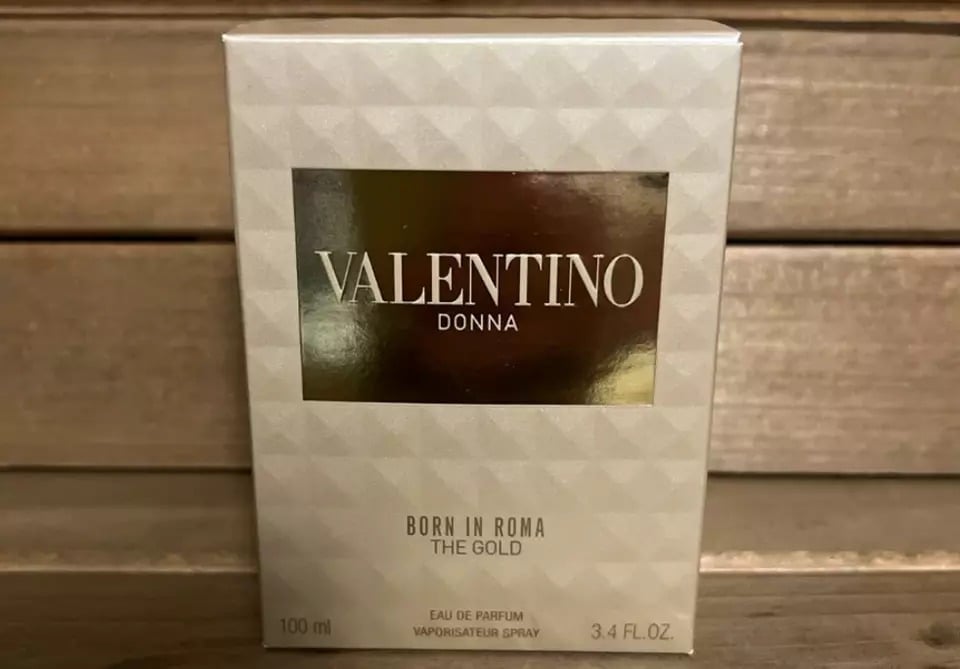 VALENTINO
DONNA
BORN IN ROMA
THE GOLD
EAU DE PARFUM
100 ml VAPORISATEUR SPRAY 3.4 FL.OZ.